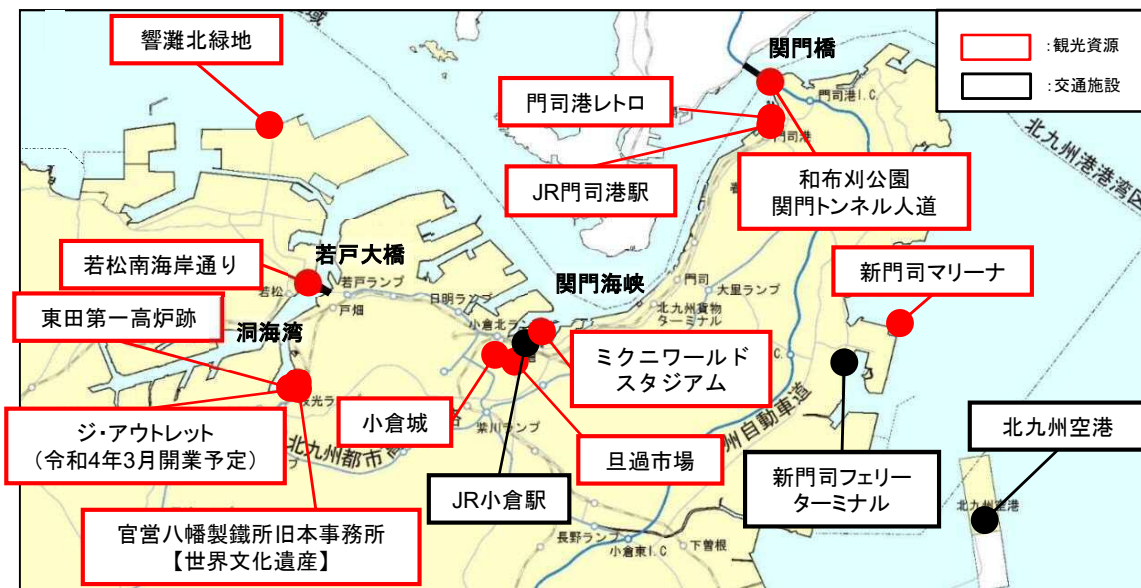 響灘北緑地
関門橋
:観光資源
:交通施設
門司港レトロ
門司港I.C.
門司港
JR門司港駅
和布刈公園
関門トンネル人道
北九州港港湾区
若松南海岸通り
若戸大橋
若松
若戸ランプ
戸畑
日明ランプ
関門海峡
門司
大里ランプ
北九州貨物
ターミナル
新門司マリーナ
東田第一高炉跡
洞海湾
小倉北ラン
ミクニワールド
スタジアム
ジ・アウトレット
(令和4年3月開業予定)
小倉城
紫川ランプ
北九州都市高
州自動車道
旦過市場
JR小倉駅
新門司フェリー
ターミナル
北九州空港
北九州空港
官営八幡製鐵所旧本事務所
【世界文化遺産】
長野ランプ
小倉東I.C
下曽根